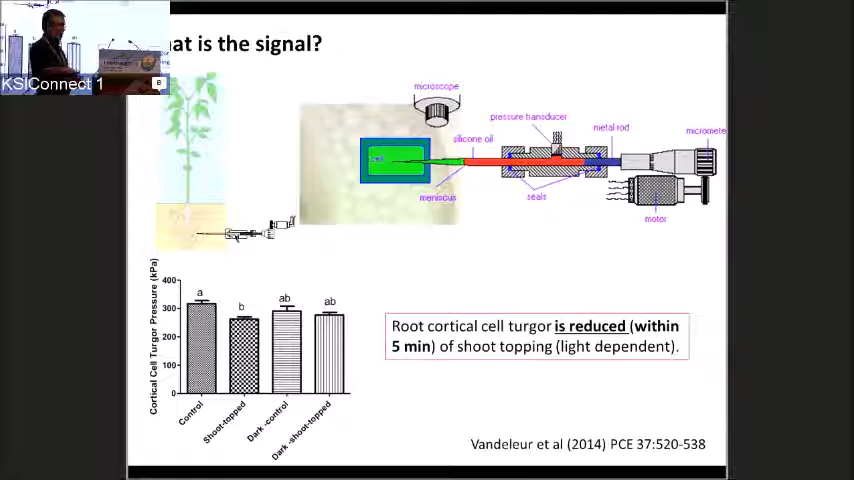 at is the signal?
KSIConnect 1
microscope
pressure transducer
silicone oil
metal rod
micromete
cell
meniscus
seals
motor
Cortical Cell Turgor Pressure (kPa)
400
300
200
100
0
a
b
ab
ab
Control
Shoot-topped
Dark -control
Dark -shoot-topped
Root cortical cell turgor is reduced (within
5 min) of shoot topping (light dependent).
Vandeleur et al (2014) PCE 37:520-538